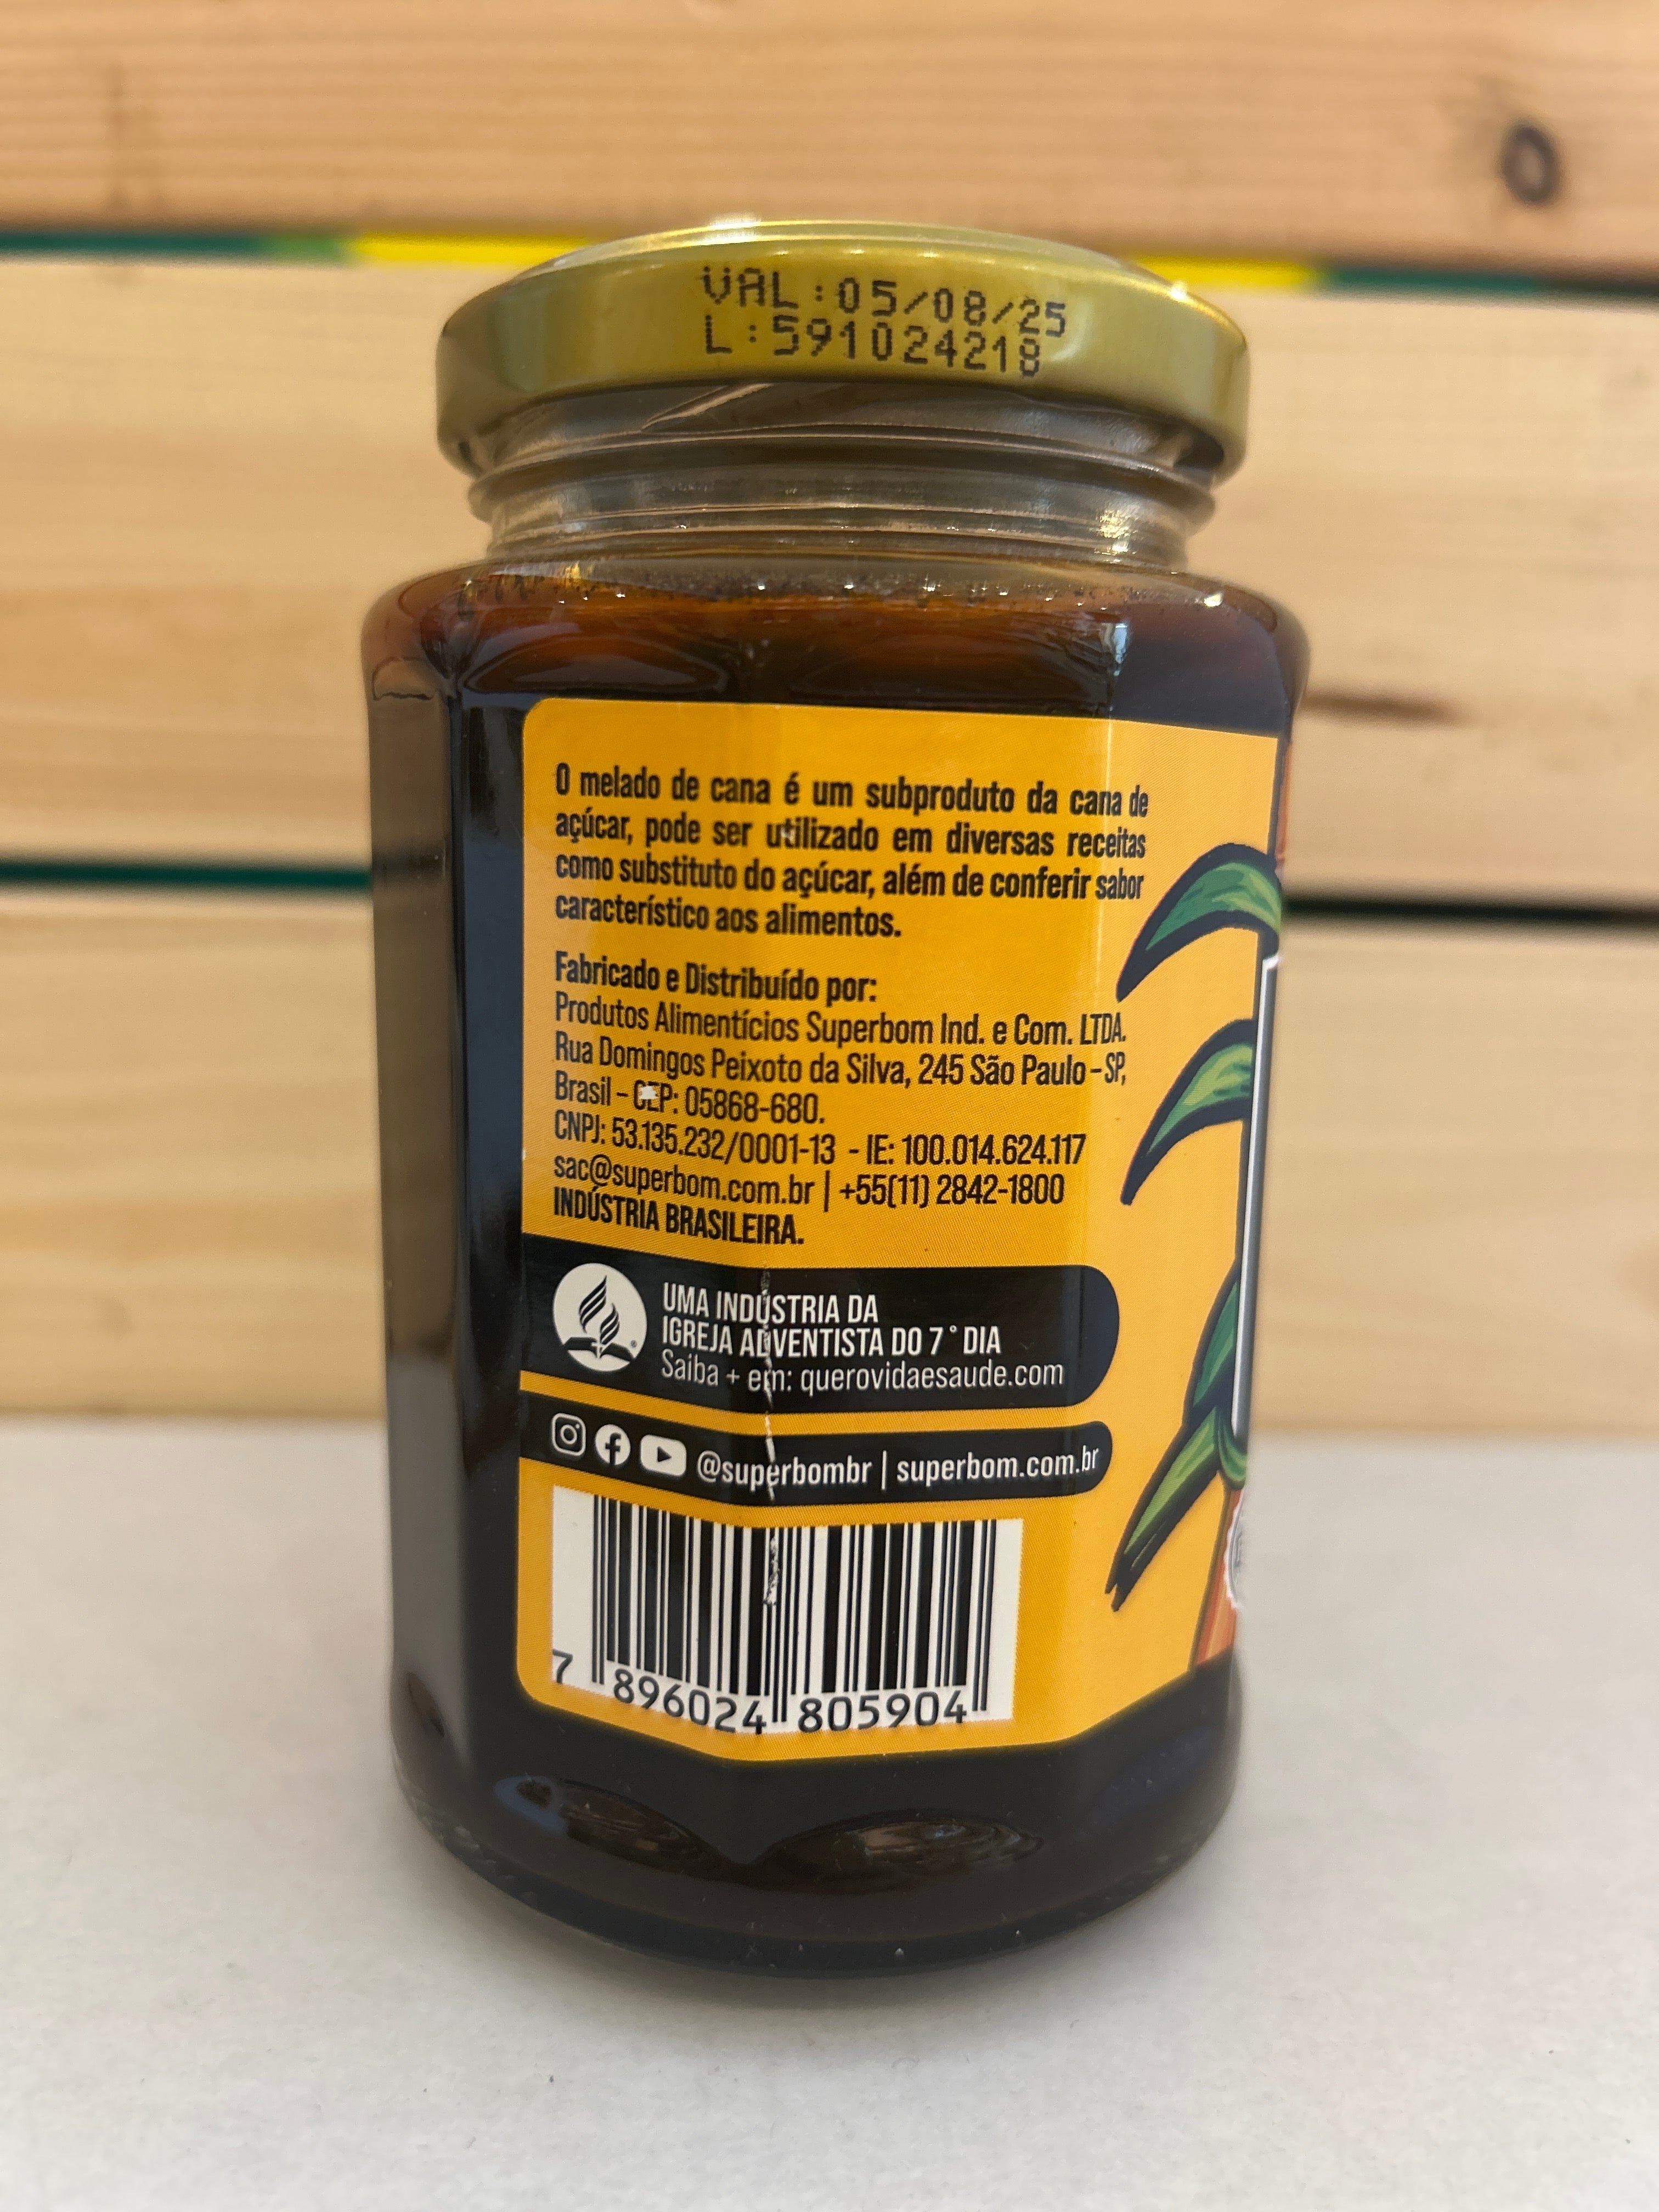 VAL:05/08/25
L:591024218
O melado de cana é um subproduto da cana de
açúcar, pode ser utilizado em diversas receitas
como substituto do açúcar, além de conferir sabor
característico aos alimentos.
Fabricado e Distribuído por:
Produtos Alimentícios Superbom Ind. e Com. LTDA.
Rua Domingos Peixoto da Silva, 245 São Paulo - SP,
Brasil - CEP: 05868-680.
CNPJ: 53.135.232/0001-13 - IE: 100.014.624.117
sac@superbom.com.br | +55(11) 2842-1800
INDÚSTRIA BRASILEIRA.
UMA INDÚSTRIA DA
IGREJA ADVENTISTA DO 7° DIA
Saiba + em: querovidaesaude.com
@superbombr | superbom.com.br
7 896024 805904